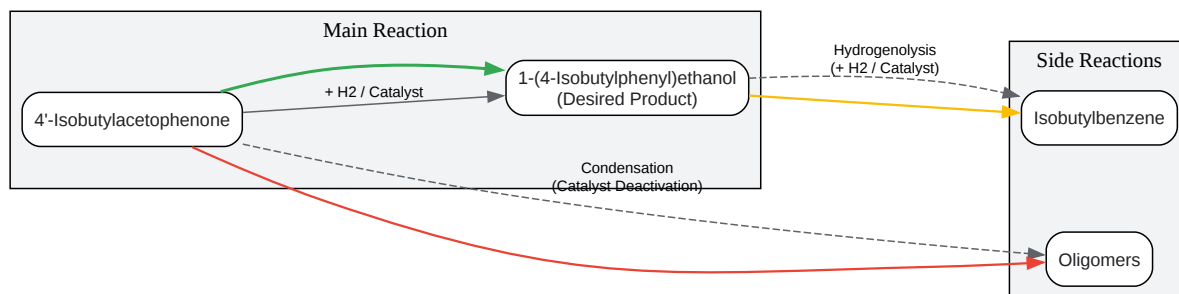 Main Reaction
4'-Isobutylacetophenone
+ H2 / Catalyst
1-(4-Isobutylphenyl)ethanol
(Desired Product)
Hydrogenolysis
(+ H2 / Catalyst)
Side Reactions
Isobutylbenzene
Condensation
(Catalyst Deactivation)
Oligomers